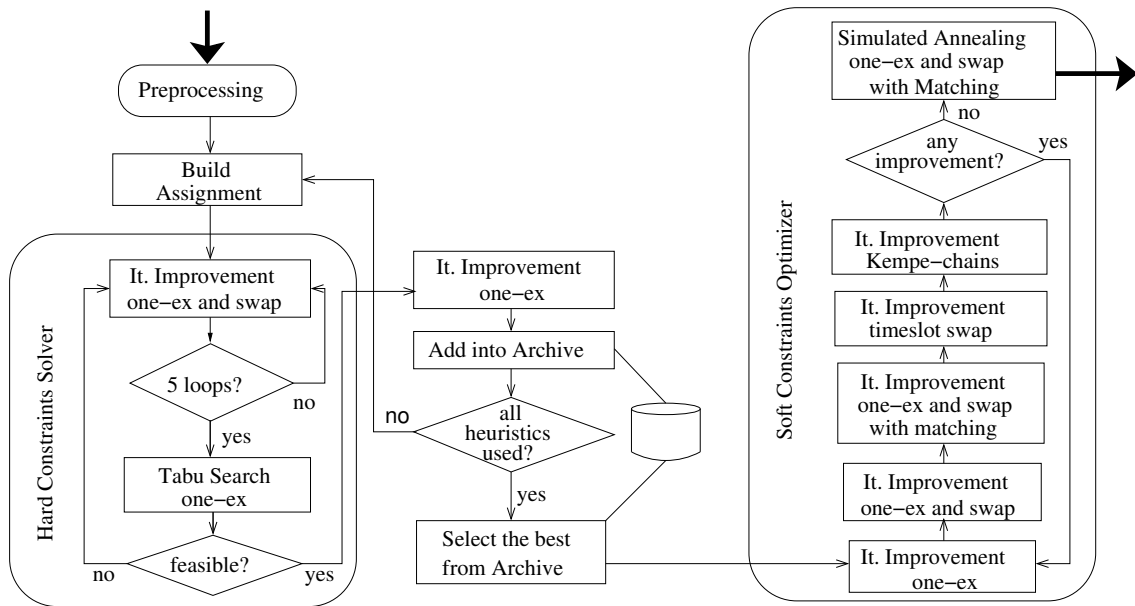 Preprocessing
Build
Assignment
Hard Constraints Solver
It. Improvement
one−ex and swap
5 loops?
no
yes
Tabu Search
one−ex
feasible?
no
yes
It. Improvement
one−ex
Add into Archive
all
heuristics
used?
no
yes
Select the best
from Archive
Soft Constraints Optimizer
Simulated Annealing
one−ex and swap
with Matching
no
any
improvement?
yes
It. Improvement
Kempe−chains
It. Improvement
timeslot swap
It. Improvement
one−ex and swap
with matching
It. Improvement
one−ex and swap
It. Improvement
one−ex